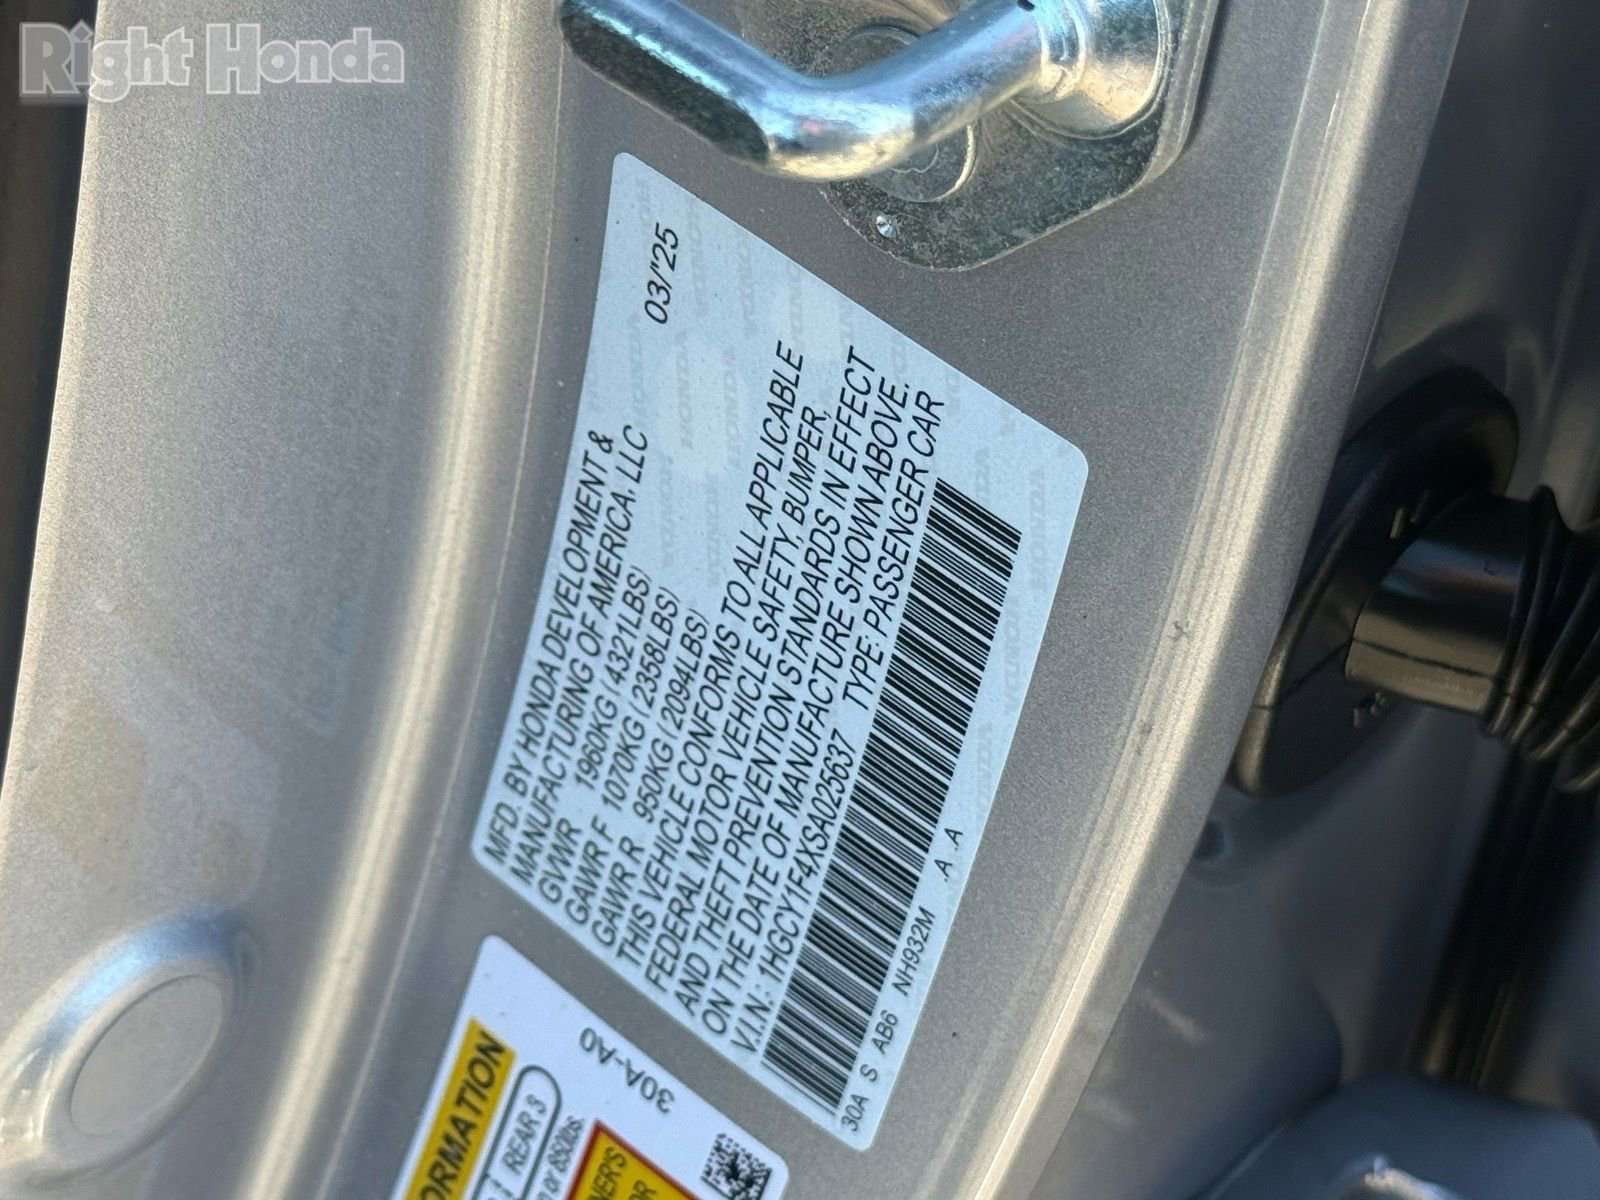 Right Honda
MFD. BY HONDA DEVELOPMENT &
MANUFACTURING OF AMERICA, LLC 03/'25
GVWR 1960KG ( 4321LBS)
GAWR F 1070KG ( 2358LBS)
GAWR R 950KG ( 2094LBS)
THIS VEHICLE CONFORMS TO ALL APPLICABLE
FEDERAL MOTOR VEHICLE SAFETY, BUMPER,
AND THEFT PREVENTION STANDARDS IN EFFECT
ON THE DATE OF MANUFACTURE SHOWN ABOVE.
V.I.N.: 1HGCY1F4XSA025637 TYPE: PASSENGER CAR
30A S AB6 NH932M .A .A
30A-A0
REAR 3
or 850lbs.